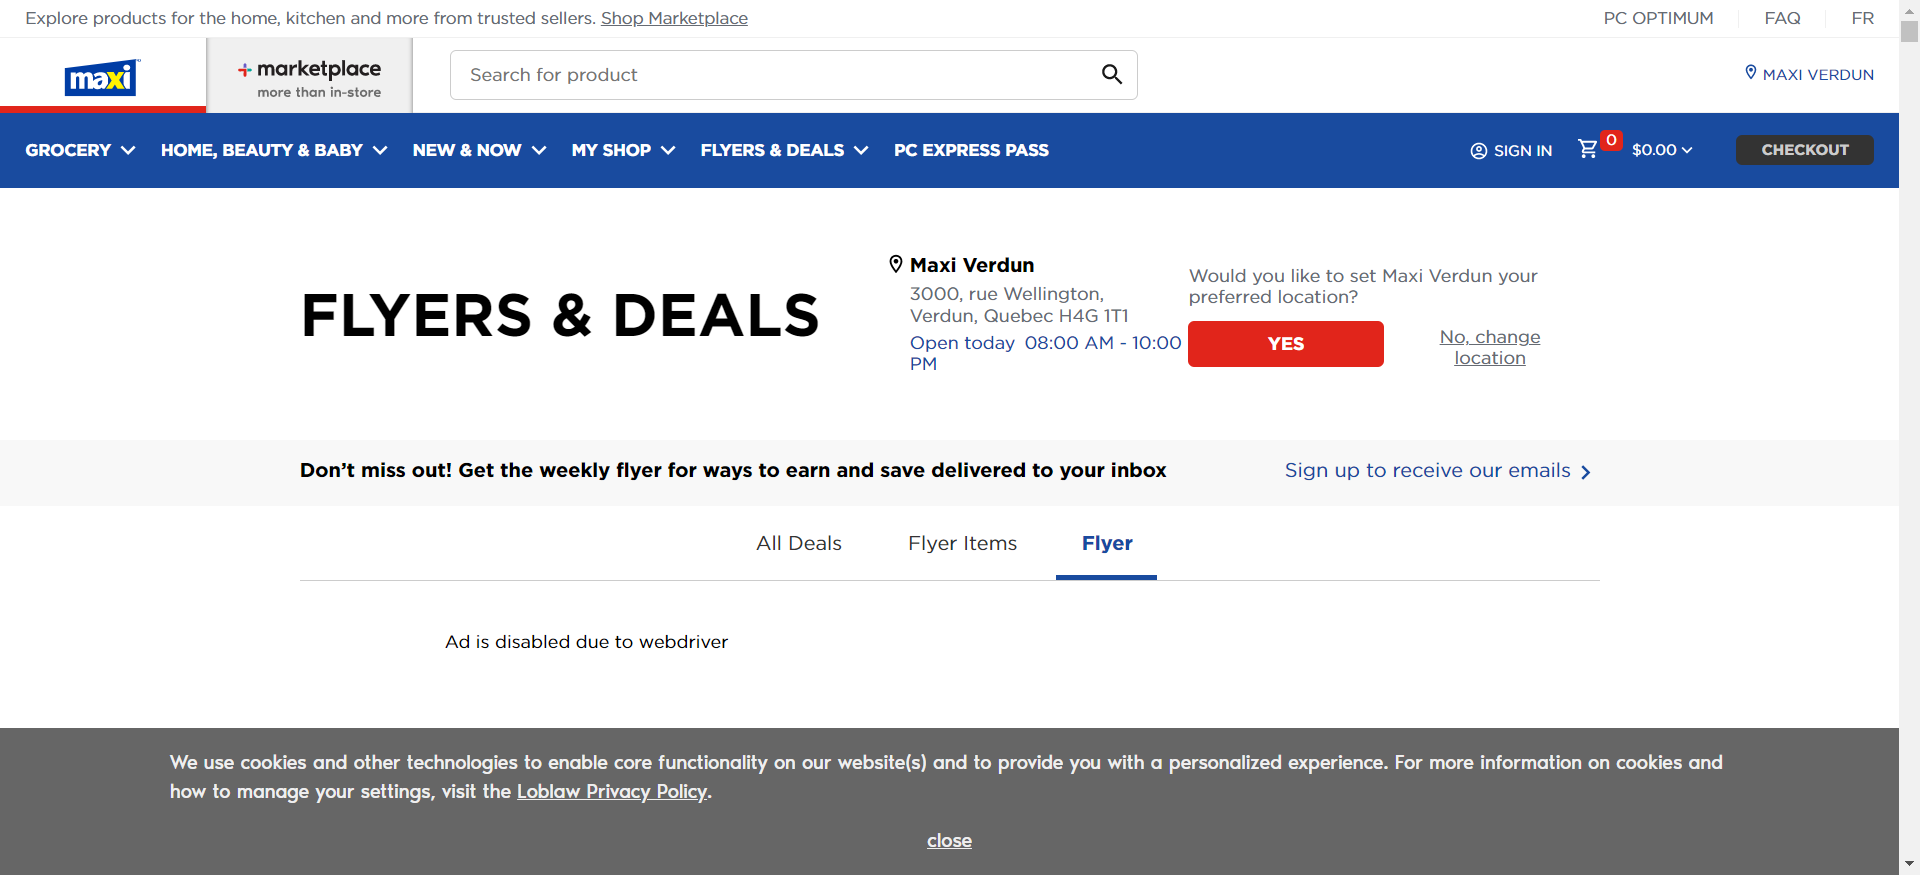 Explore products for the home, kitchen and more from trusted sellers. Shop Marketplace
PC OPTIMUM
FAQ
FR
maxi
marketplace
more than in-store
Search for product
MAXI VERDUN
GROCERY
HOME, BEAUTY & BABY
NEW & NOW
MY SHOP
FLYERS & DEALS
PC EXPRESS PASS
SIGN IN
0
$0.00
CHECKOUT
FLYERS & DEALS
Maxi Verdun
3000, rue Wellington,
Verdun, Quebec H4G 1T1
Open today 08:00 AM - 10:00
PM
Would you like to set Maxi Verdun your
preferred location?
YES
No, change
location
Don't miss out! Get the weekly flyer for ways to earn and save delivered to your inbox
Sign up to receive our emails
All Deals
Flyer Items
Flyer
Ad is disabled due to webdriver
We use cookies and other technologies to enable core functionality on our website(s) and to provide you with a personalized experience. For more information on cookies and
how to manage your settings, visit the Loblaw Privacy Policy.
close